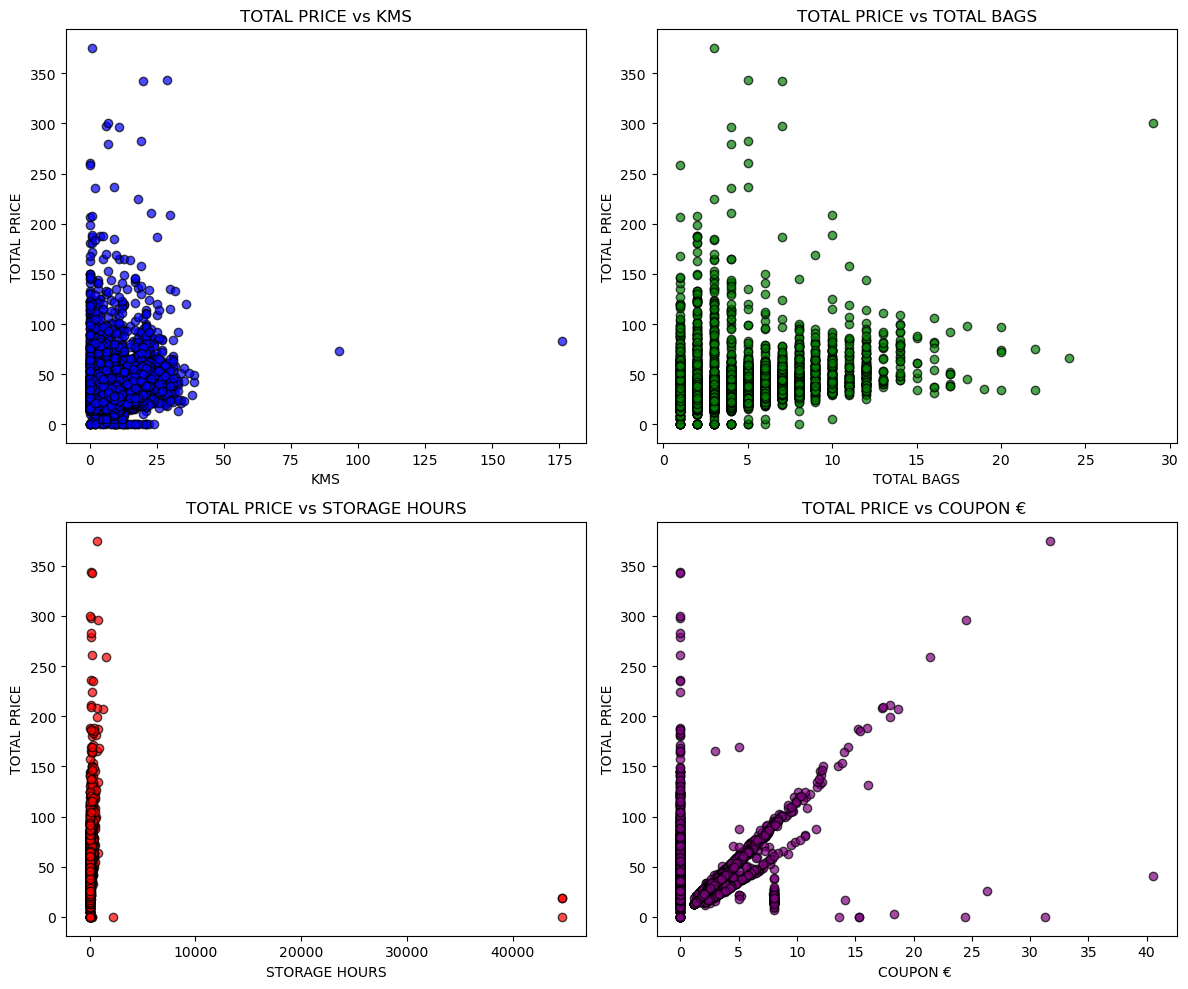 TOTAL PRICE vs KMS
350
300
250
200
150
100
50
0
TOTAL PRICE
0 25 50 75 100 125 150 175
KMS
TOTAL PRICE vs TOTAL BAGS
350
300
250
200
150
100
50
0
TOTAL PRICE
0 5 10 15 20 25 30
TOTAL BAGS
TOTAL PRICE vs STORAGE HOURS
350
300
250
200
150
100
50
0
TOTAL PRICE
0 10000 20000 30000 40000
STORAGE HOURS
TOTAL PRICE vs COUPON €
350
300
250
200
150
100
50
0
TOTAL PRICE
0 5 10 15 20 25 30 35 40
COUPON €